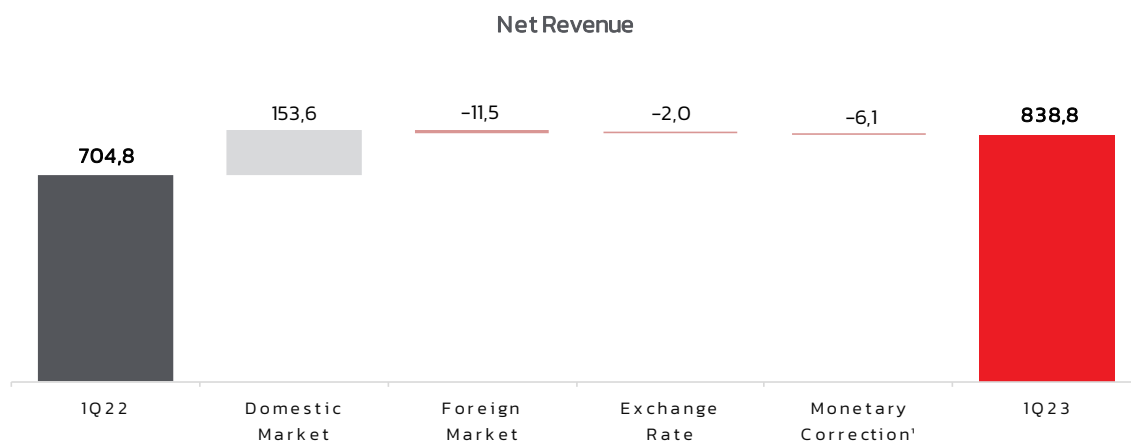 Net Revenue
704,8
153,6
-11,5
-2,0
-6,1
838,8
1Q22
Domestic
Market
Foreign
Market
Exchange
Rate
Monetary
Correction¹
1Q23